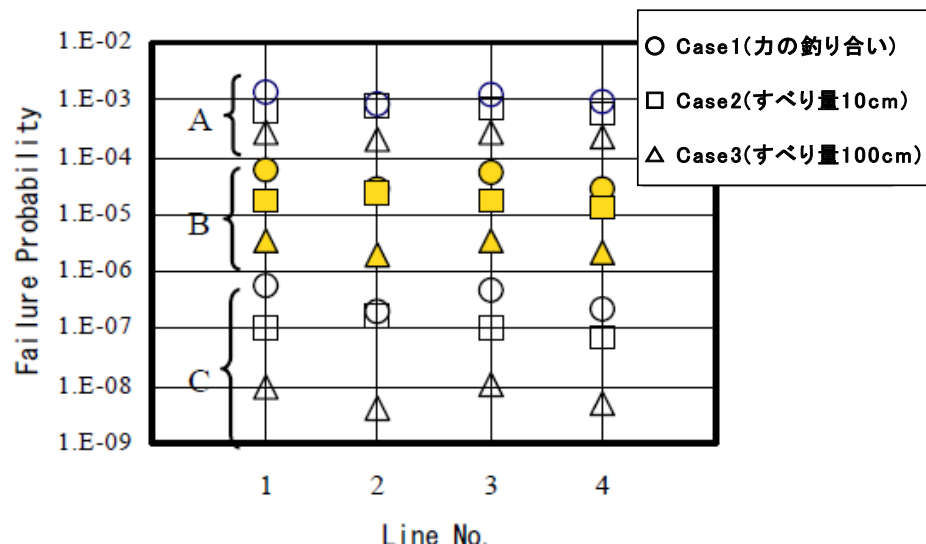 1.E-02
1.E-03
1.E-04
1.E-05
1.E-06
1.E-07
1.E-08
1.E-09
Failure Probability
A
B
C
1 2 3 4
Line No.
Case1(力の釣り合い)
Case2(すべり量10cm)
Case3(すべり量100cm)